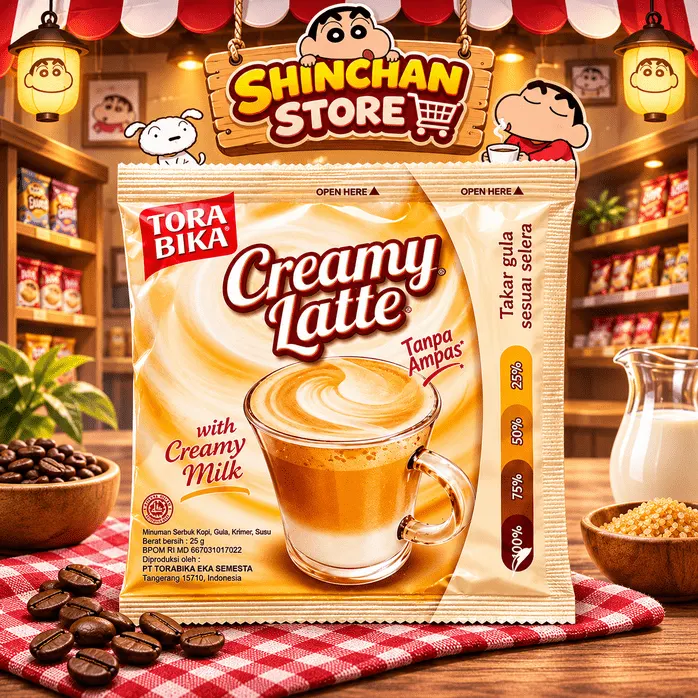 SHINCHAN
STORE
OPEN HERE
OPEN HERE
TORA
BIKA®
Creamy
Latte®
Tanpa
Ampas*
with
Creamy
Milk
Takar gula
sesuai selera
25%
50%
75%
100%
Minuman Serbuk Kopi, Gula, Krimer, Susu
Berat bersih : 25 g
BPOM RI MD 667031017022
Diproduksi oleh :
PT TORABIKA EKA SEMESTA
Tangerang 15710, Indonesia